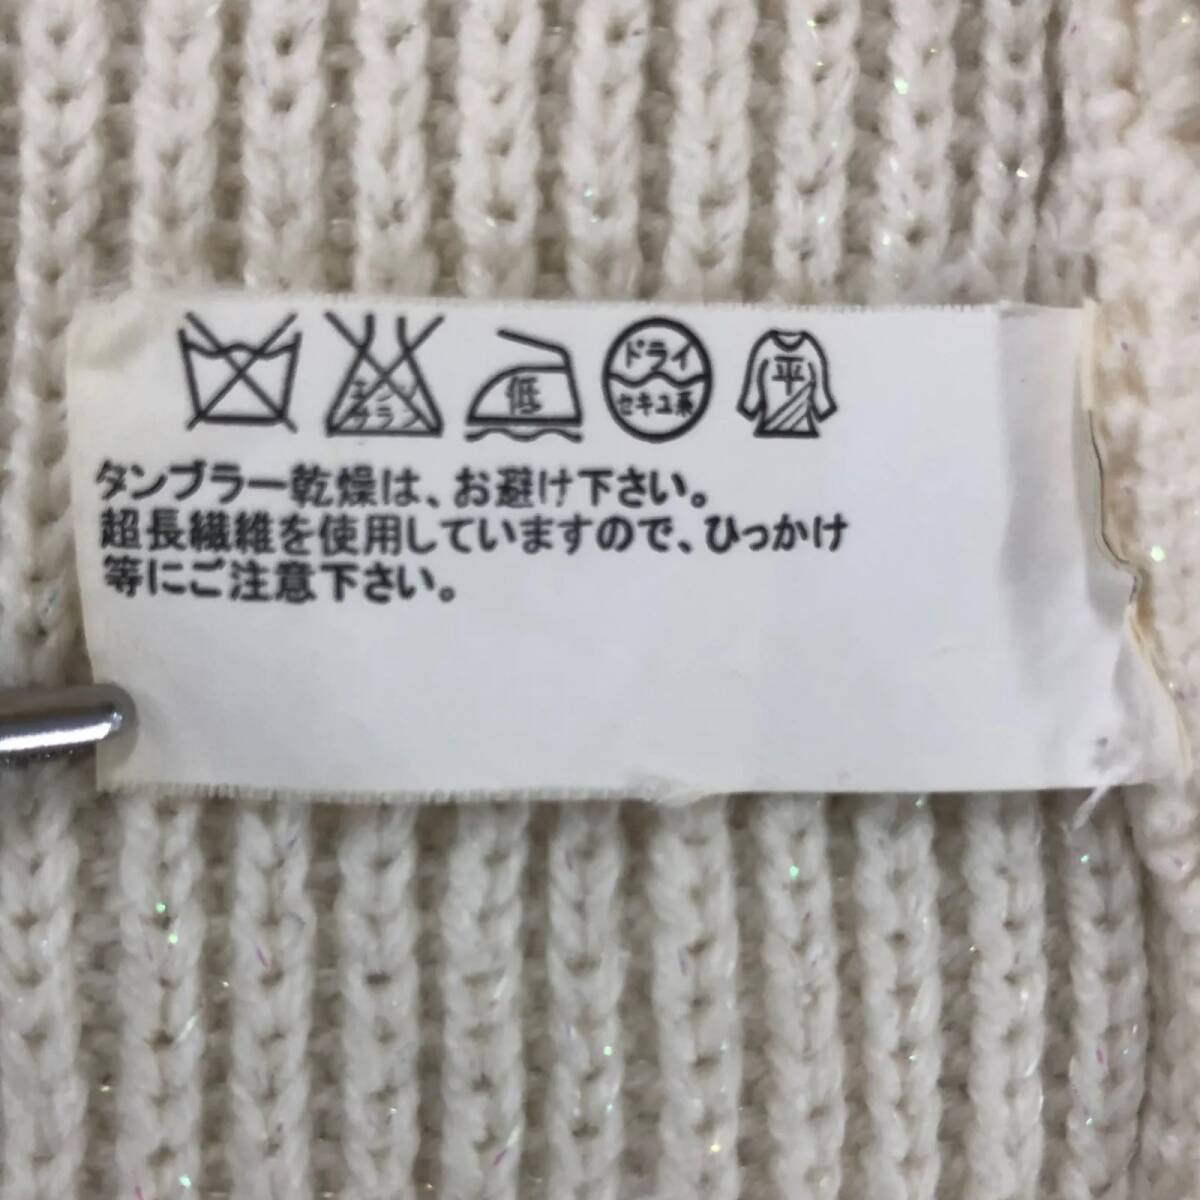 エンソサラシ 低 ドライ セキユ系 平
タンブラー乾燥は、お避け下さい。
超長繊維を使用していますので、ひっかけ
等にご注意下さい。